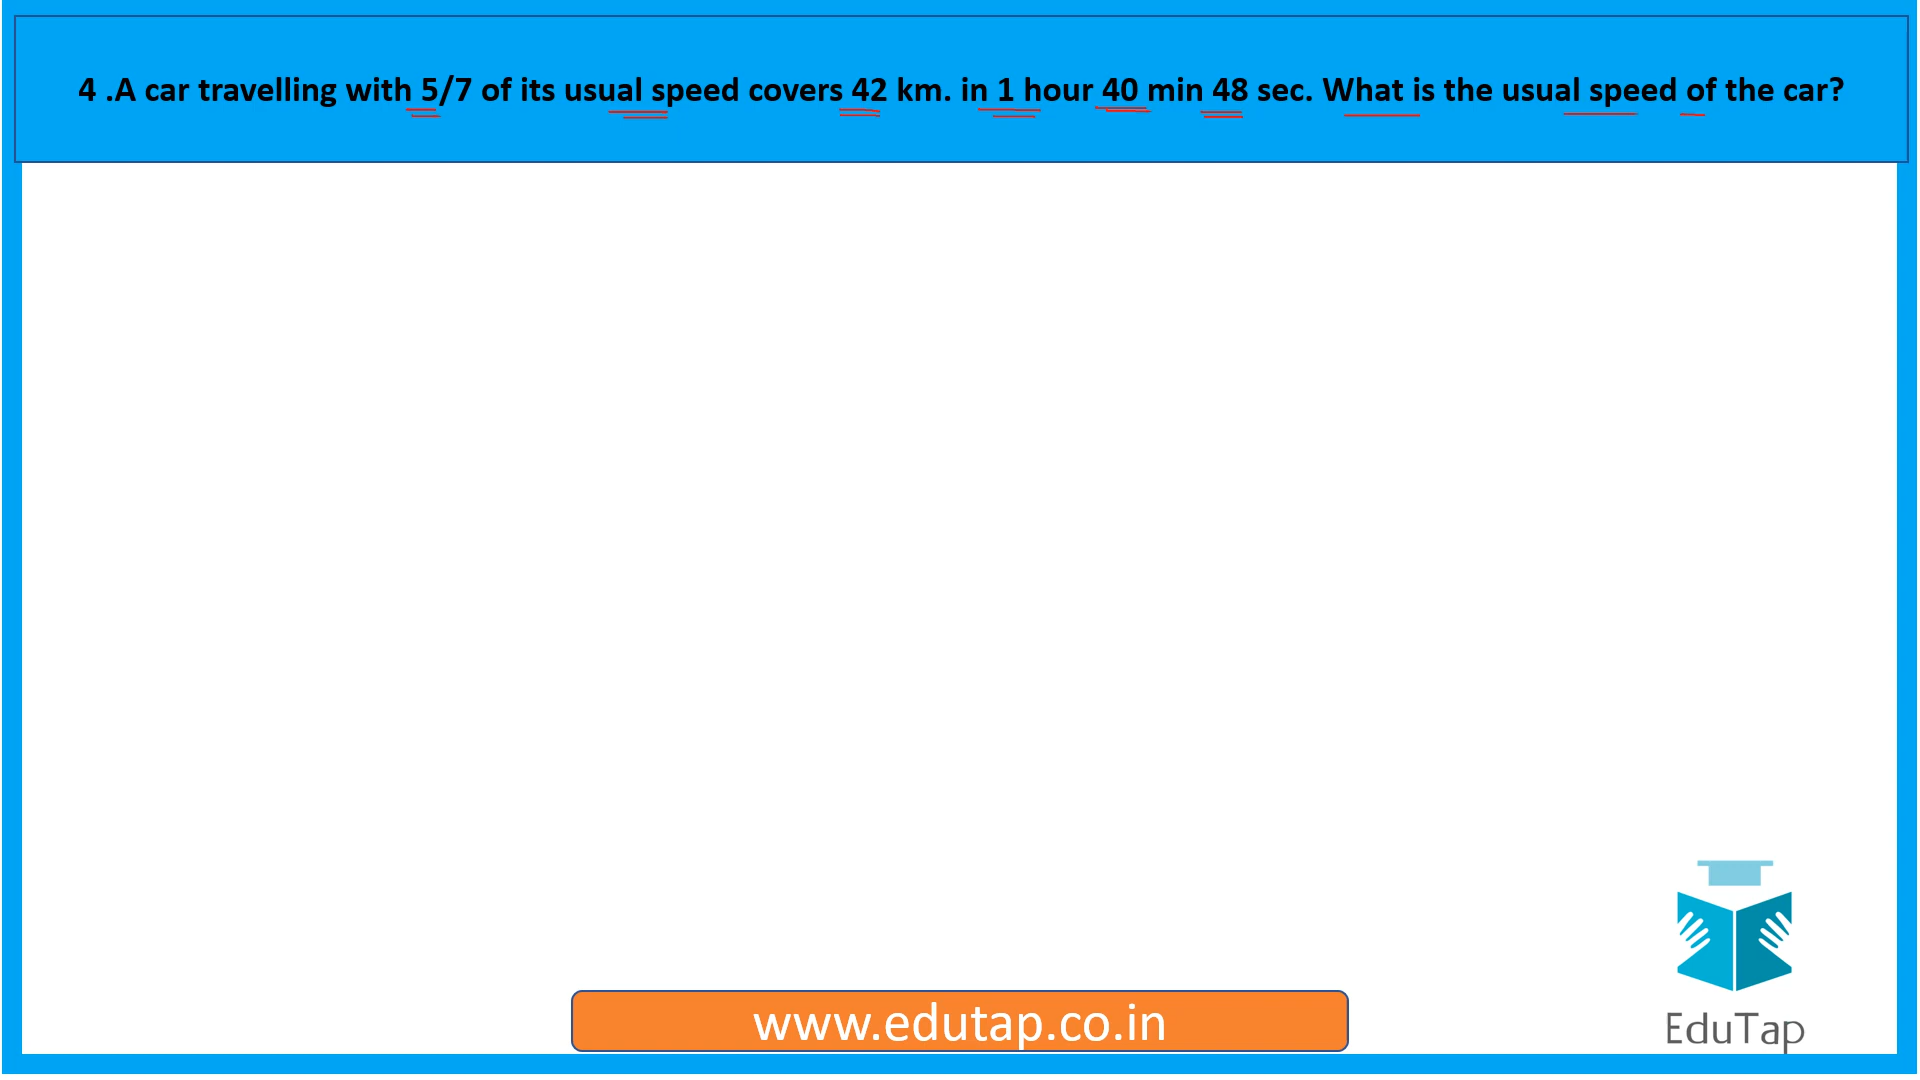 4 .A car travelling with 5/7 of its usual speed covers 42 km. in 1 hour 40 min 48 sec. What is the usual speed of the car?
www.edutap.co.in
EduTap